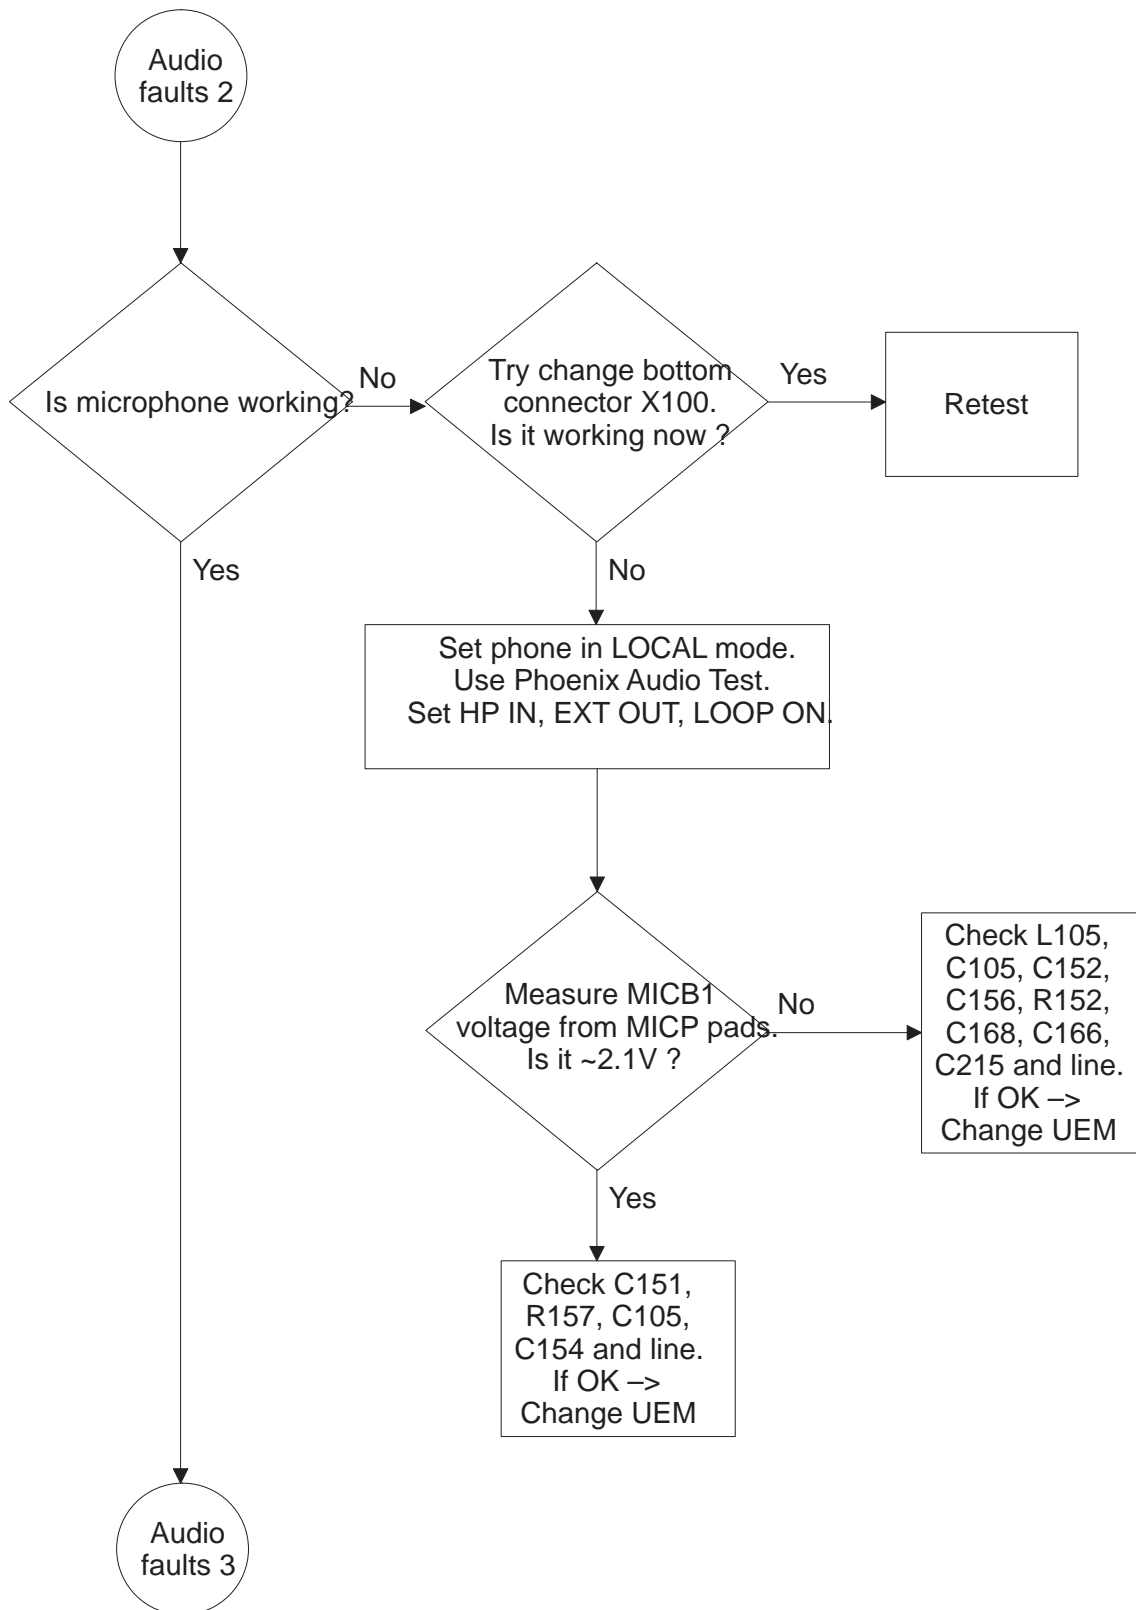 Audio
faults 2
Is microphone working?
No
Try change bottom
connector X100.
Is it working now ?
Yes
Retest
Yes
No
Set phone in LOCAL mode.
Use Phoenix Audio Test.
Set HP IN, EXT OUT, LOOP ON.
Measure MICB1
voltage from MICP pads.
Is it ~2.1V ?
No
Check L105,
C105, C152,
C156, R152,
C168, C166,
C215 and line.
If OK –>
Change UEM
Yes
Check C151,
R157, C105,
C154 and line.
If OK –>
Change UEM
Audio
faults 3